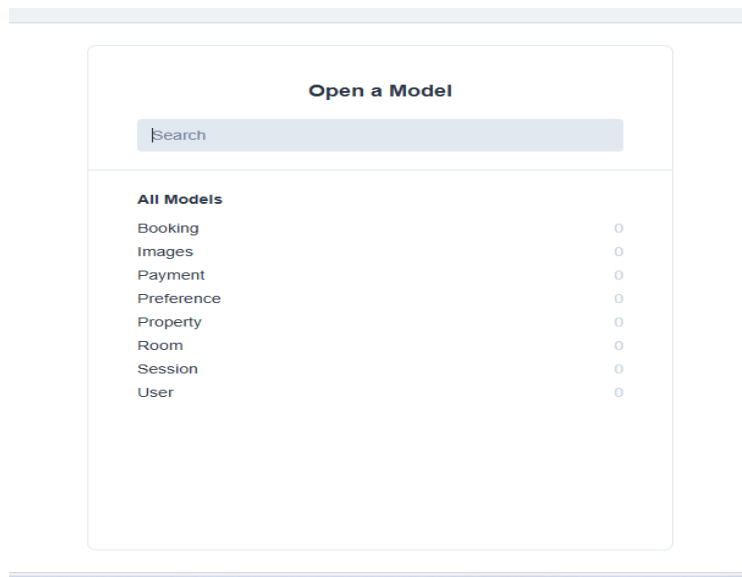 Open a Model
Search
All Models
Booking 0
Images 0
Payment 0
Preference 0
Property 0
Room 0
Session 0
User 0